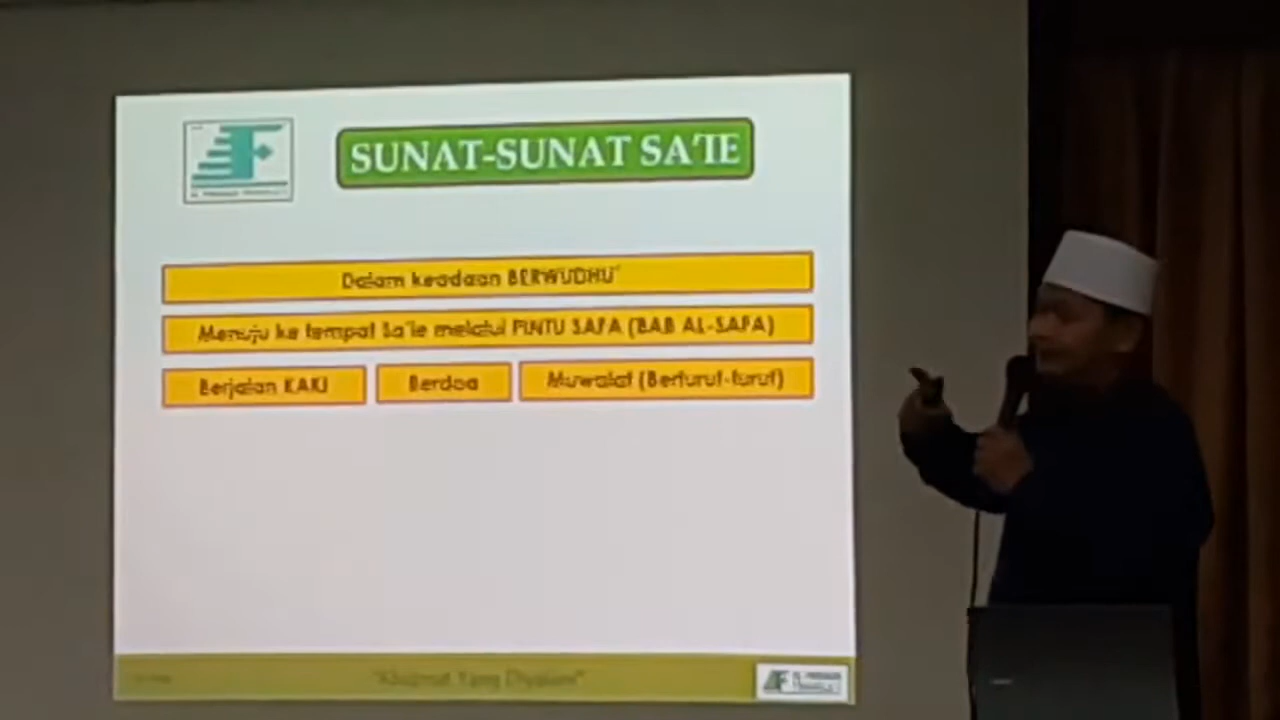 SUNAT-SUNAT SA'IE
Dalam keadaan BERWUDHU'
Menuju ke tempat Sa'ie melalui PINTU SAFA (BAB AL-SAFA)
Berjalan KAKI
Berdoa
Muwalat (Berturut-turut)
Yang